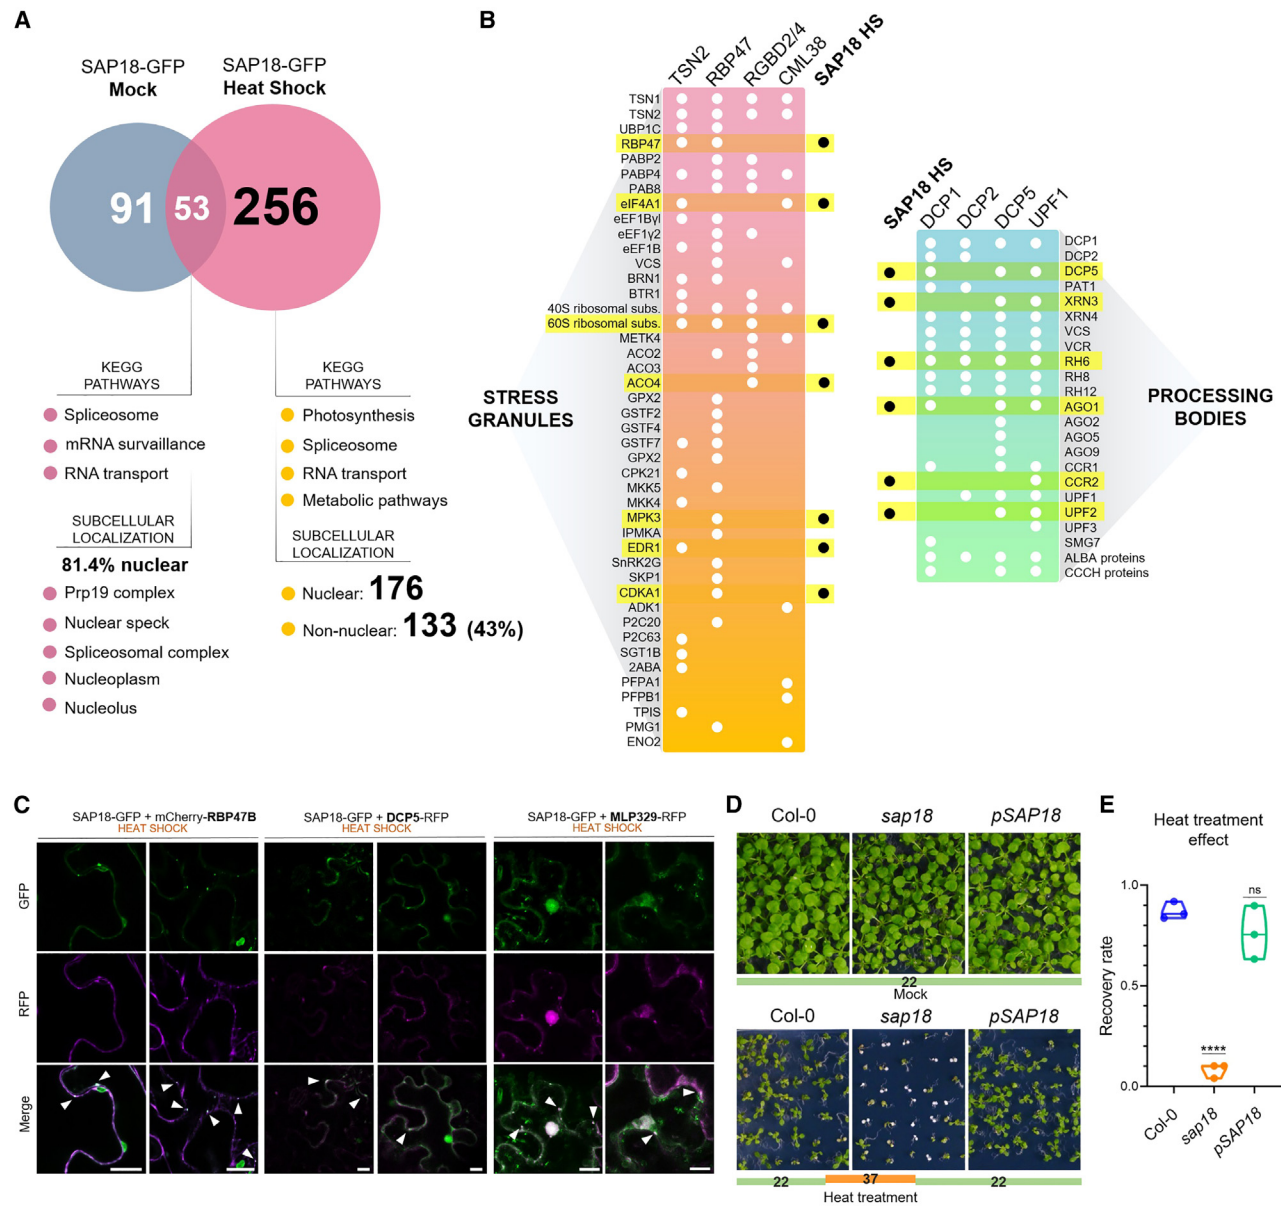 A
SAP18-GFP
Mock
SAP18-GFP
Heat Shock
91
53
256
KEGG
PATHWAYS
Spliceosome
mRNA survaillance
RNA transport
SUBCELLULAR
LOCALIZATION
81.4% nuclear
Prp19 complex
Nuclear speck
Spliceosomal complex
Nucleoplasm
Nucleolus
KEGG
PATHWAYS
Photosynthesis
Spliceosome
RNA transport
Metabolic pathways
SUBCELLULAR
LOCALIZATION
Nuclear: 176
Non-nuclear: 133 (43%)
B
TSN2
RBP47
RGBD2/4
CML38
SAP18 HS
TSN1
TSN2
UBP1C
RBP47
PABP2
PABP4
PAB8
eIF4A1
eEF1Bγl
eEF1γ2
eEF1B
VCS
BRN1
BTR1
40S ribosomal subs.
60S ribosomal subs.
METK4
ACO2
ACO3
ACO4
GPX2
GSTF2
GSTF4
GSTF7
GPX2
CPK21
MKK5
MKK4
MPK3
IPMKA
EDR1
SnRK2G
SKP1
CDKA1
ADK1
P2C20
P2C63
SGT1B
2ABA
PFPA1
PFPB1
TPIS
PMG1
ENO2
STRESS
GRANULES
SAP18 HS
DCP1
DCP2
DCP5
UPF1
DCP1
DCP2
DCP5
PAT1
XRN3
XRN4
VCS
VCR
RH6
RH8
RH12
AGO1
AGO2
AGO5
AGO9
CCR1
CCR2
UPF1
UPF2
UPF3
SMG7
ALBA proteins
CCCH proteins
PROCESSING
BODIES
C
SAP18-GFP + mCherry-RBP47B
HEAT SHOCK
SAP18-GFP + DCP5-RFP
HEAT SHOCK
SAP18-GFP + MLP329-RFP
HEAT SHOCK
GFP
RFP
Merge
D
Col-0
sap18
pSAP18
22
Mock
Col-0
sap18
pSAP18
22
37
22
Heat treatment
E
Heat treatment
effect
Recovery rate
1.0
0.5
0.0
****
ns
Col-0
sap18
pSAP18